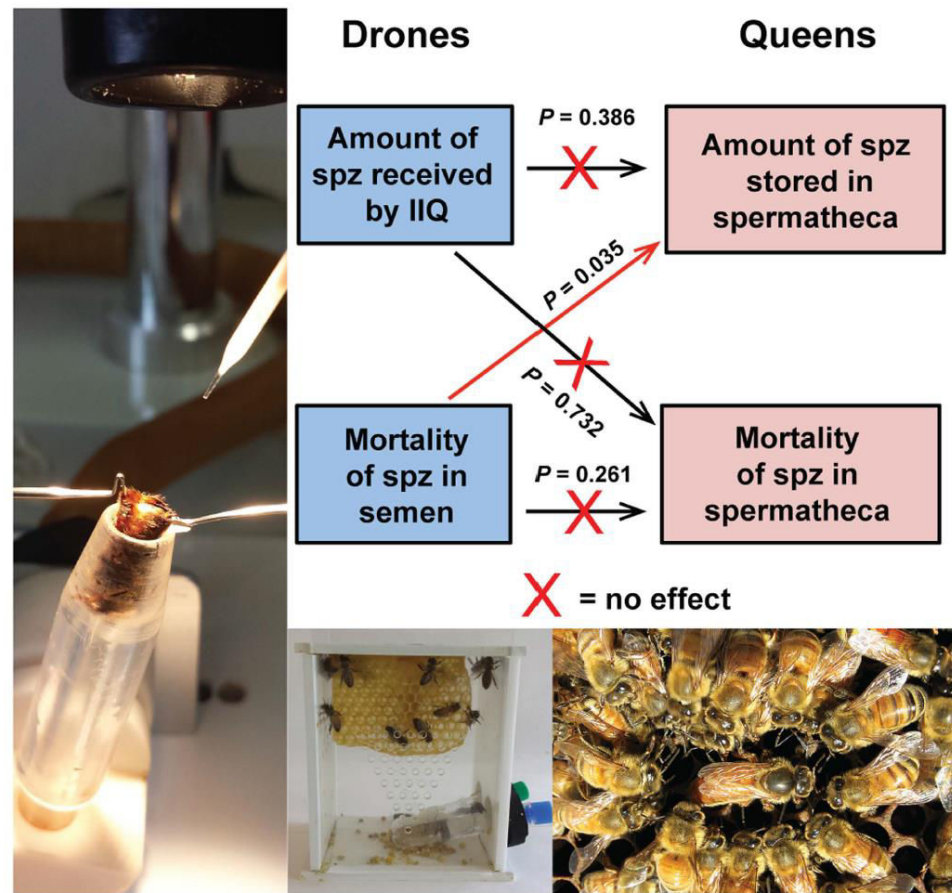 Drones
Queens
Amount of
spz received
by IIQ
P = 0.386
Amount of spz
stored in
spermatheca
P = 0.035
P = 0.732
Mortality
of spz in
semen
P = 0.261
Mortality
of spz in
spermatheca
X = no effect